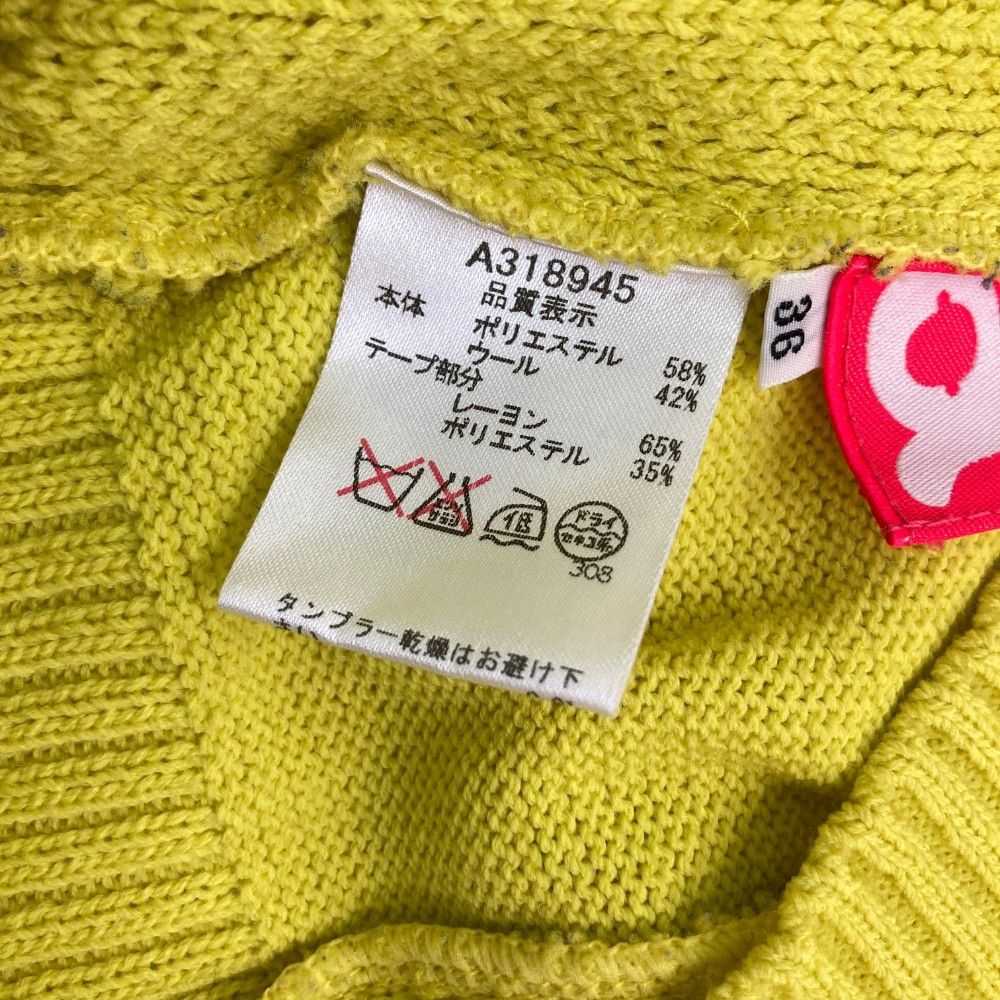 A318945
品質表示
本体
ポリエステル 58%
ウール 42%
テープ部分
レーヨン 65%
ポリエステル 35%
低
ドライ
セキユ系
308
タンブラー乾燥はお避け下
さい
36